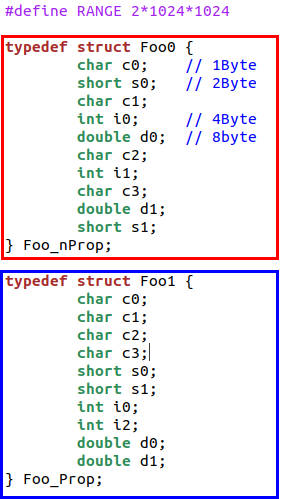 #define RANGE 2*1024*1024
typedef struct Foo0 {
char c0; // 1Byte
short s0; // 2Byte
char c1;
int i0; // 4Byte
double d0; // 8byte
char c2;
int i1;
char c3;
double d1;
short s1;
} Foo_nProp;
typedef struct Foo1 {
char c0;
char c1;
char c2;
char c3;
short s0;
short s1;
int i0;
int i2;
double d0;
double d1;
} Foo_Prop;